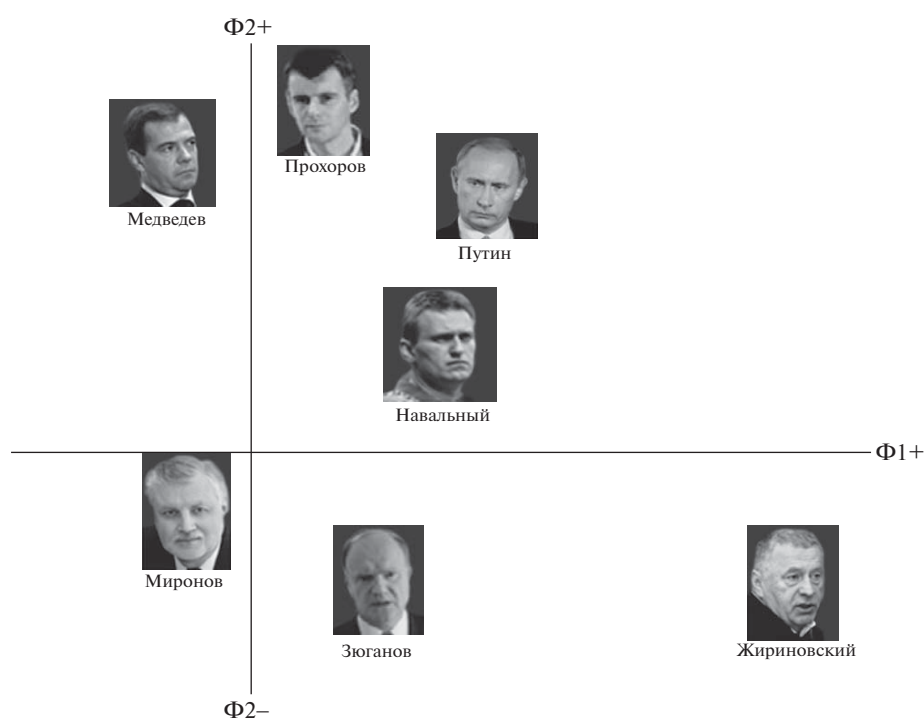 Ф2+
Прохоров
Медведев
Путин
Навальный
Ф1+
Миронов
Зюганов
Жириновский
Ф2–